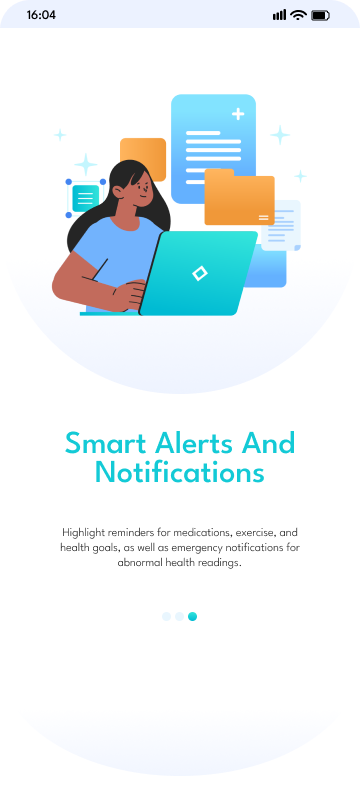 16:04
Smart Alerts And
Notifications
Highlight reminders for medications, exercise, and
health goals, as well as emergency notifications for
abnormal health readings.